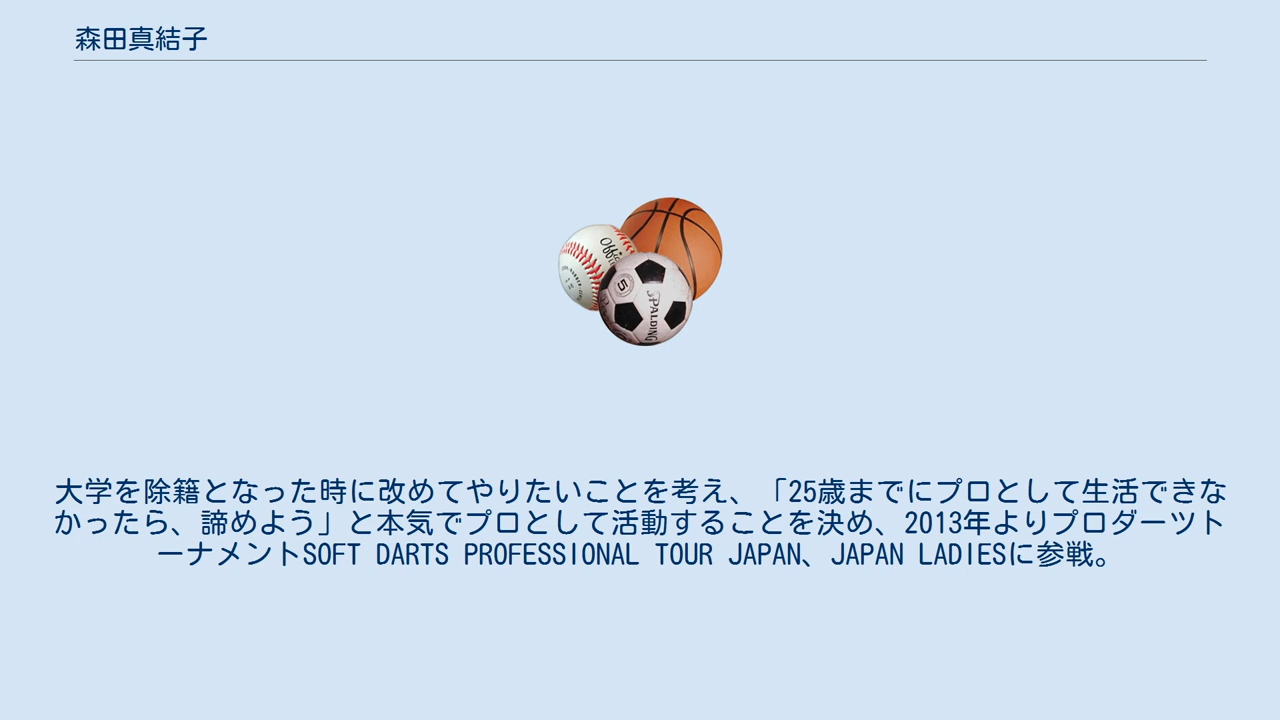 森田真結子
Offici
5
SPALDING
大学を除籍となった時に改めてやりたいことを考え、「25歳までにプロとして生活できな
かったら、諦めよう」と本気でプロとして活動することを決め、2013年よりプロダーツト
ーナメントSOFT DARTS PROFESSIONAL TOUR JAPAN、JAPAN LADIESに参戦。